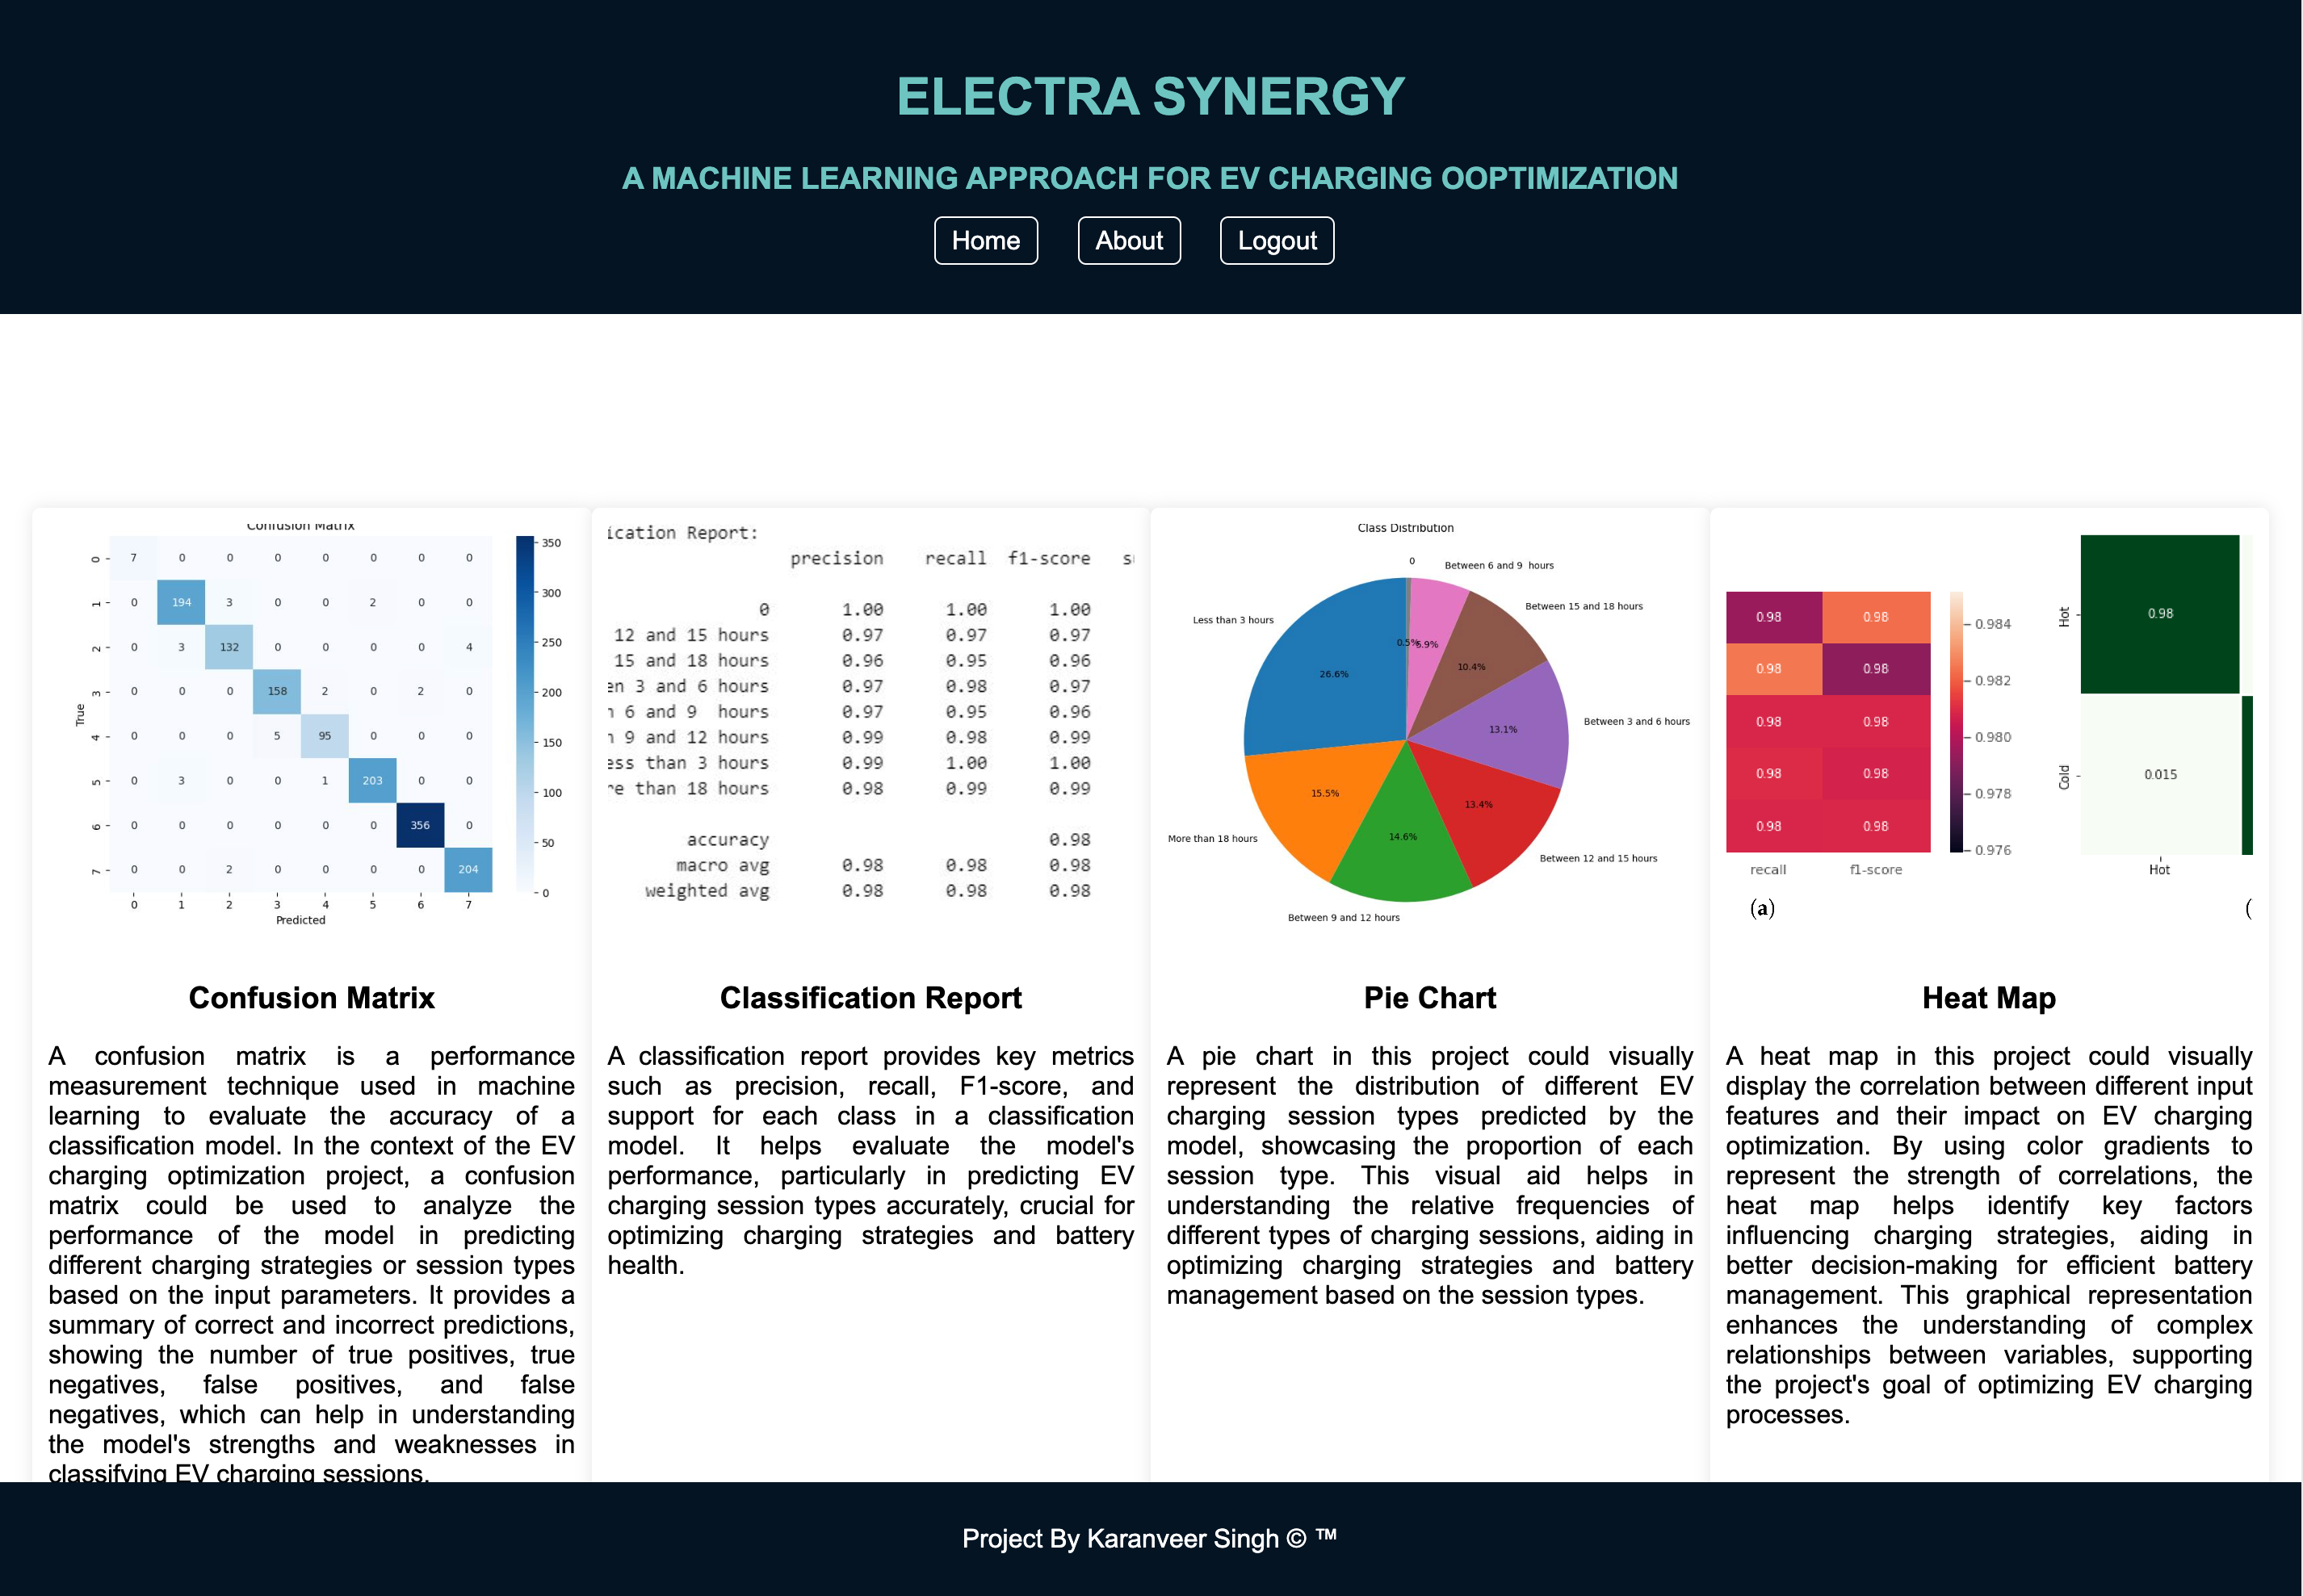 ELECTRA SYNERGY
A MACHINE LEARNING APPROACH FOR EV CHARGING OOPTIMIZATION
Home About Logout
Confusion Matrix
0 7 0 0 0 0 0 0 0
1 0 194 3 0 0 2 0 0
2 0 3 132 0 0 0 0 4
3 0 0 0 158 2 0 2 0
4 0 0 0 5 95 0 0 0
5 0 3 0 0 1 203 0 0
6 0 0 0 0 0 0 356 0
7 0 0 2 0 0 0 0 204
0 1 2 3 4 5 6 7
True
Predicted
350
300
250
200
150
100
50
0
Confusion Matrix
A confusion matrix is a performance
measurement technique used in machine
learning to evaluate the accuracy of a
classification model. In the context of the EV
charging optimization project, a confusion
matrix could be used to analyze the
performance of the model in predicting
different charging strategies or session types
based on the input parameters. It provides a
summary of correct and incorrect predictions,
showing the number of true positives, true
negatives, false positives, and false
negatives, which can help in understanding
the model's strengths and weaknesses in
classifying EV charging sessions.
ication Report:
precision recall f1-score
0 1.00 1.00 1.00
12 and 15 hours 0.97 0.97 0.97
15 and 18 hours 0.96 0.95 0.96
en 3 and 6 hours 0.97 0.98 0.97
n 6 and 9 hours 0.97 0.95 0.96
n 9 and 12 hours 0.99 0.98 0.99
ess than 3 hours 0.99 1.00 1.00
re than 18 hours 0.98 0.99 0.99
accuracy 0.98
macro avg 0.98 0.98 0.98
weighted avg 0.98 0.98 0.98
Classification Report
A classification report provides key metrics
such as precision, recall, F1-score, and
support for each class in a classification
model. It helps evaluate the model's
performance, particularly in predicting EV
charging session types accurately, crucial for
optimizing charging strategies and battery
health.
Class Distribution
0
Between 6 and 9 hours
Between 15 and 18 hours
Less than 3 hours
0.5%
5.9%
10.4%
26.6%
Between 3 and 6 hours
13.1%
15.5%
13.4%
More than 18 hours
14.6%
Between 12 and 15 hours
Between 9 and 12 hours
Pie Chart
A pie chart in this project could visually
represent the distribution of different EV
charging session types predicted by the
model, showcasing the proportion of each
session type. This visual aid helps in
understanding the relative frequencies of
different types of charging sessions, aiding in
optimizing charging strategies and battery
management based on the session types.
0.98 0.98
0.98 0.98
0.98 0.98
0.98 0.98
0.98 0.98
recall f1-score
0.984
0.982
0.980
0.978
0.976
(a)
Hot 0.98
Cold 0.015
Hot
(
Heat Map
A heat map in this project could visually
display the correlation between different input
features and their impact on EV charging
optimization. By using color gradients to
represent the strength of correlations, the
heat map helps identify key factors
influencing charging strategies, aiding in
better decision-making for efficient battery
management. This graphical representation
enhances the understanding of complex
relationships between variables, supporting
the project's goal of optimizing EV charging
processes.
Project By Karanveer Singh © ™